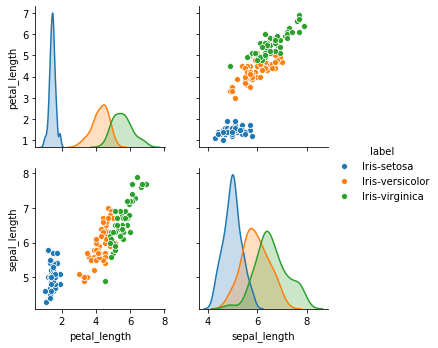 7
6
5
4
3
2
1
petal_length
8
7
6
5
sepal_length
2
4
6
8
petal_length
4
6
8
sepal_length
label
Iris-setosa
Iris-versicolor
Iris-virginica